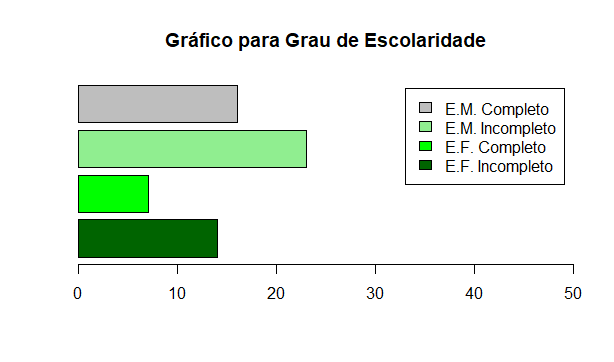 Gráfico para Grau de Escolaridade
E.M. Completo
E.M. Incompleto
E.F. Completo
E.F. Incompleto
0 10 20 30 40 50